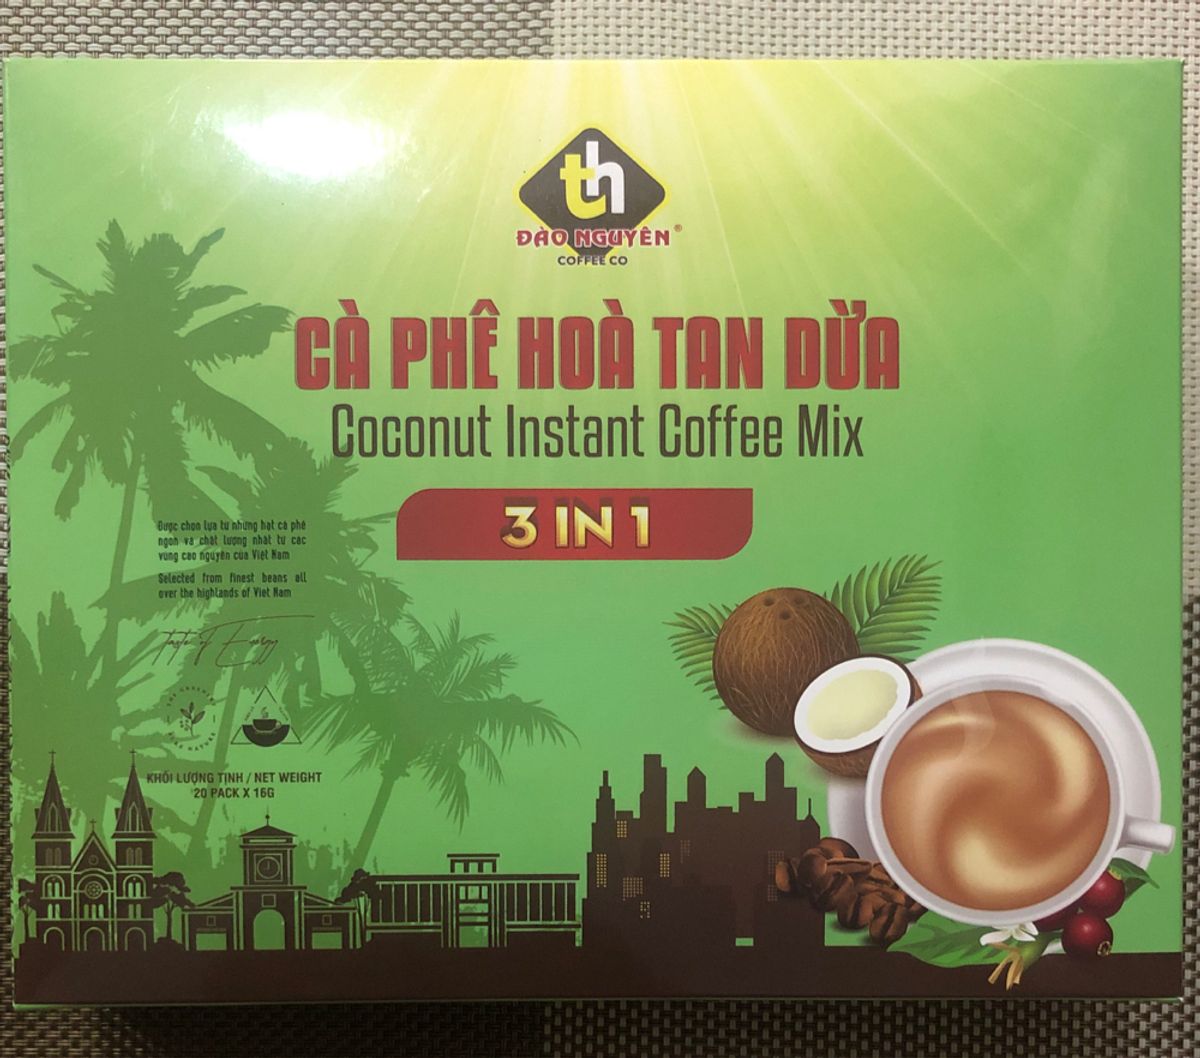 th
ĐÀO NGUYÊN®
COFFEE CO
CÀ PHÊ HOÀ TAN DỪA
Coconut Instant Coffee Mix
3 IN 1
Được chọn lựa từ những hạt cà phê
ngon và chất lượng nhất từ các
vùng cao nguyên của Việt Nam
Selected from finest beans all
over the highlands of Viet Nam
Taste of Energy
KHỐI LƯỢNG TỊNH / NET WEIGHT
20 PACK X 16G